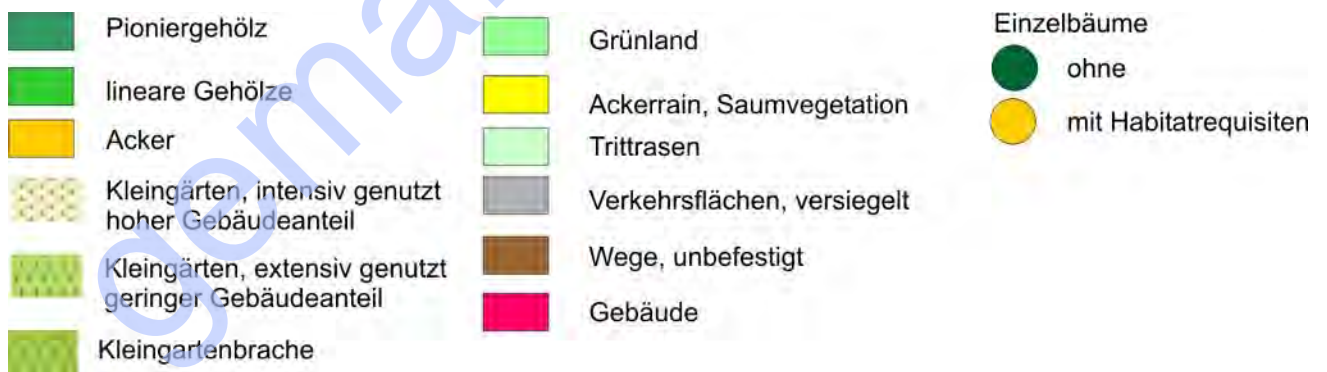 Pioniergehölz
lineare Gehölze
Acker
Kleingärten, intensiv genutzt
hoher Gebäudeanteil
Kleingärten, extensiv genutzt
geringer Gebäudeanteil
Kleingartenbrache
Grünland
Ackerrain, Saumvegetation
Trittrasen
Verkehrsflächen, versiegelt
Wege, unbefestigt
Gebäude
Einzelbäume
ohne
mit Habitatrequisiten
gema